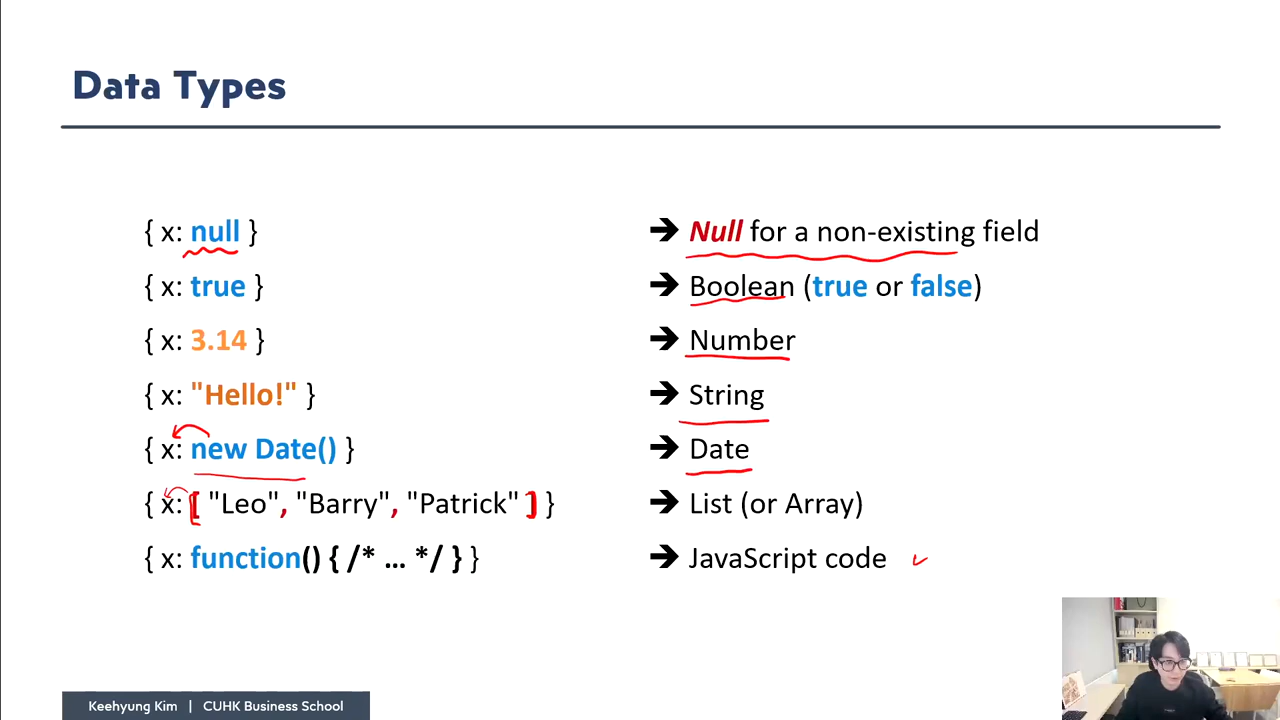 Data Types
{ x: null } → Null for a non-existing field
{ x: true } → Boolean (true or false)
{ x: 3.14 } → Number
{ x: "Hello!" } → String
{ x: new Date() } → Date
{ x: [ "Leo", "Barry", "Patrick" ] } → List (or Array)
{ x: function() { /* ... */ } } → JavaScript code
Keehyung Kim | CUHK Business School